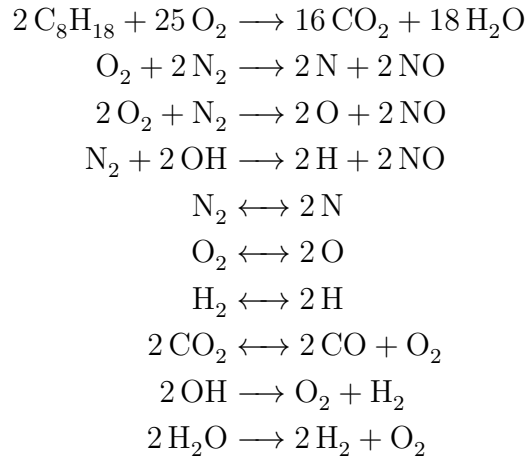 2 C₈H₁₈ + 25 O₂ ⟶ 16 CO₂ + 18 H₂O
O₂ + 2 N₂ ⟶ 2 N + 2 NO
2 O₂ + N₂ ⟶ 2 O + 2 NO
N₂ + 2 OH ⟶ 2 H + 2 NO
N₂ ⟷ 2 N
O₂ ⟷ 2 O
H₂ ⟷ 2 H
2 CO₂ ⟷ 2 CO + O₂
2 OH ⟶ O₂ + H₂
2 H₂O ⟶ 2 H₂ + O₂